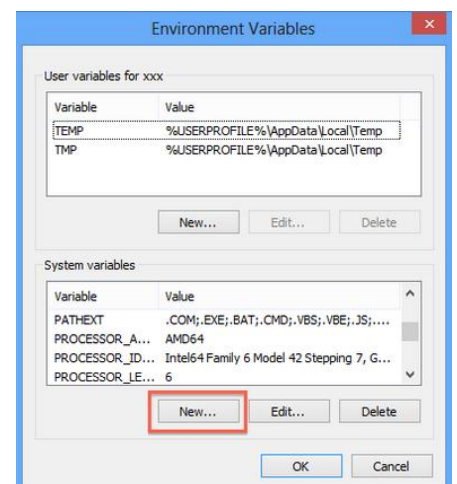 Environment Variables
User variables for xxx
Variable Value
TEMP %USERPROFILE%\AppData\Local\Temp
TMP %USERPROFILE%\AppData\Local\Temp
New... Edit... Delete
System variables
Variable Value
PATHEXT .COM;.EXE;.BAT;.CMD;.VBS;.VBE;.JS;....
PROCESSOR_A... AMD64
PROCESSOR_ID... Intel64 Family 6 Model 42 Stepping 7, G...
PROCESSOR_LE... 6
New... Edit... Delete
OK Cancel